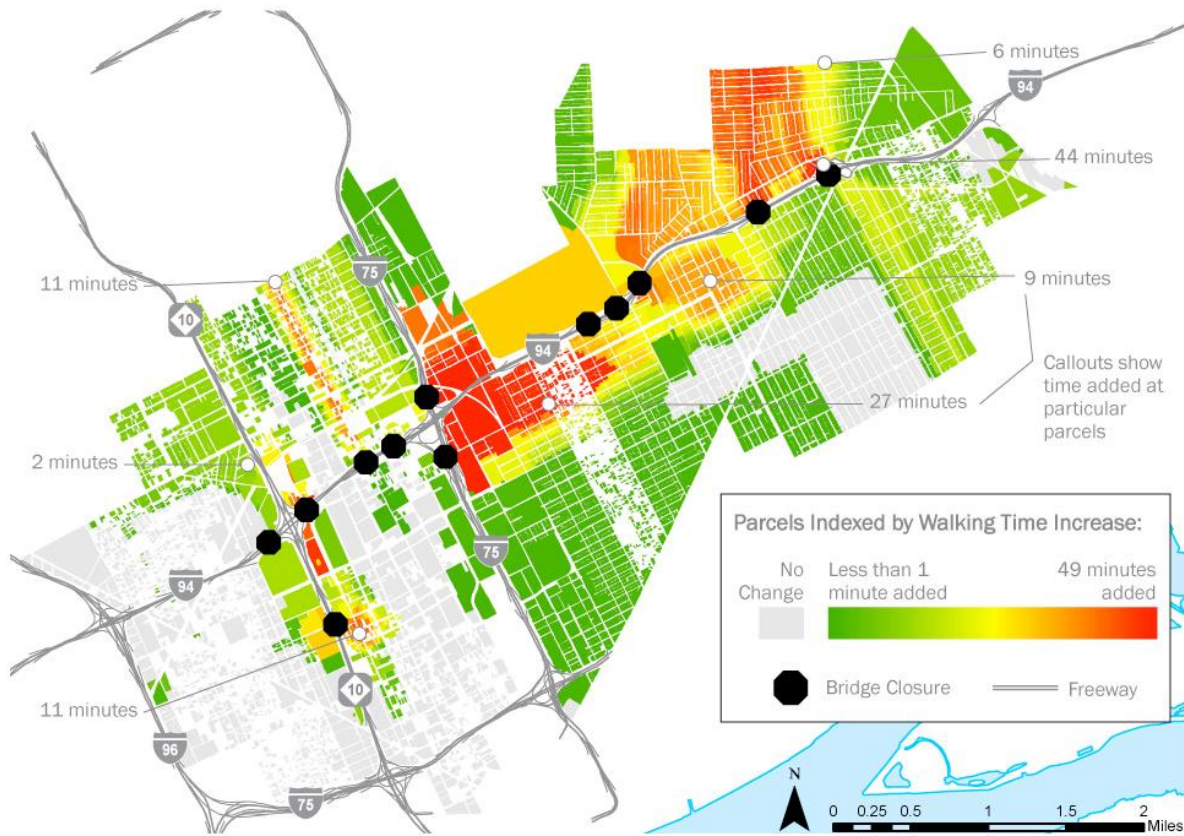 6 minutes
94
44 minutes
11 minutes
75
10
9 minutes
94
Callouts show
time added at
particular
parcels
27 minutes
2 minutes
75
94
11 minutes
10
96
75
Parcels Indexed by Walking Time Increase:
No
Change
Less than 1
minute added
49 minutes
added
Bridge Closure
Freeway
N
0 0.25 0.5 1 1.5 2
Miles